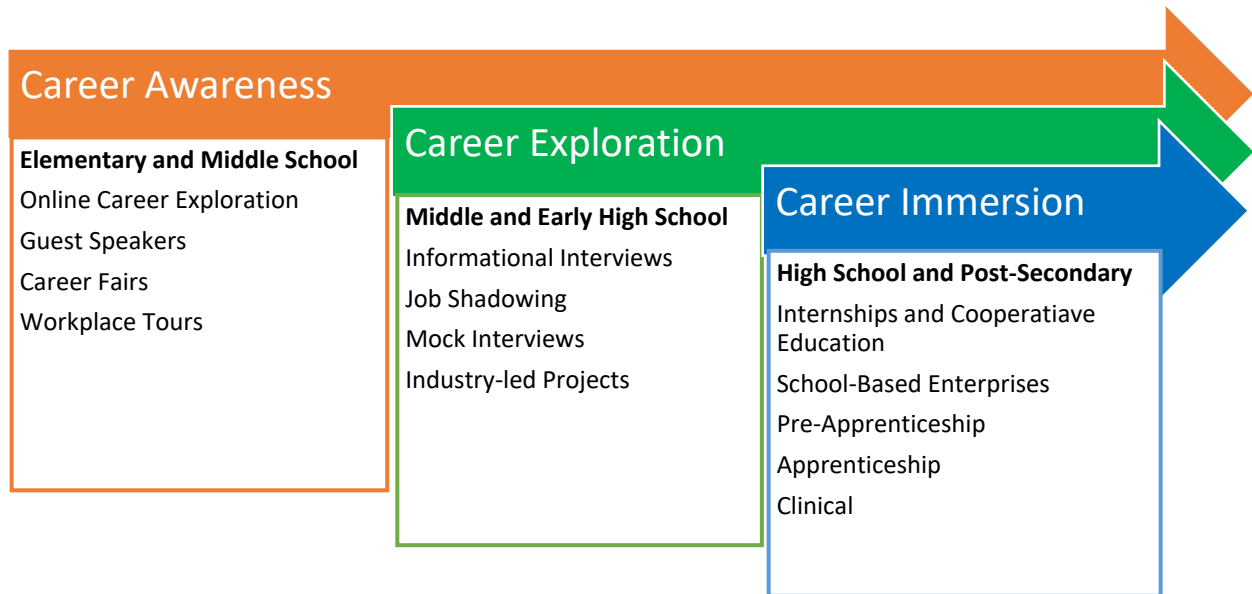 Career Awareness
Elementary and Middle School
Online Career Exploration
Guest Speakers
Career Fairs
Workplace Tours
Career Exploration
Middle and Early High School
Informational Interviews
Job Shadowing
Mock Interviews
Industry-led Projects
Career Immersion
High School and Post-Secondary
Internships and Cooperatiave
Education
School-Based Enterprises
Pre-Apprenticeship
Apprenticeship
Clinical